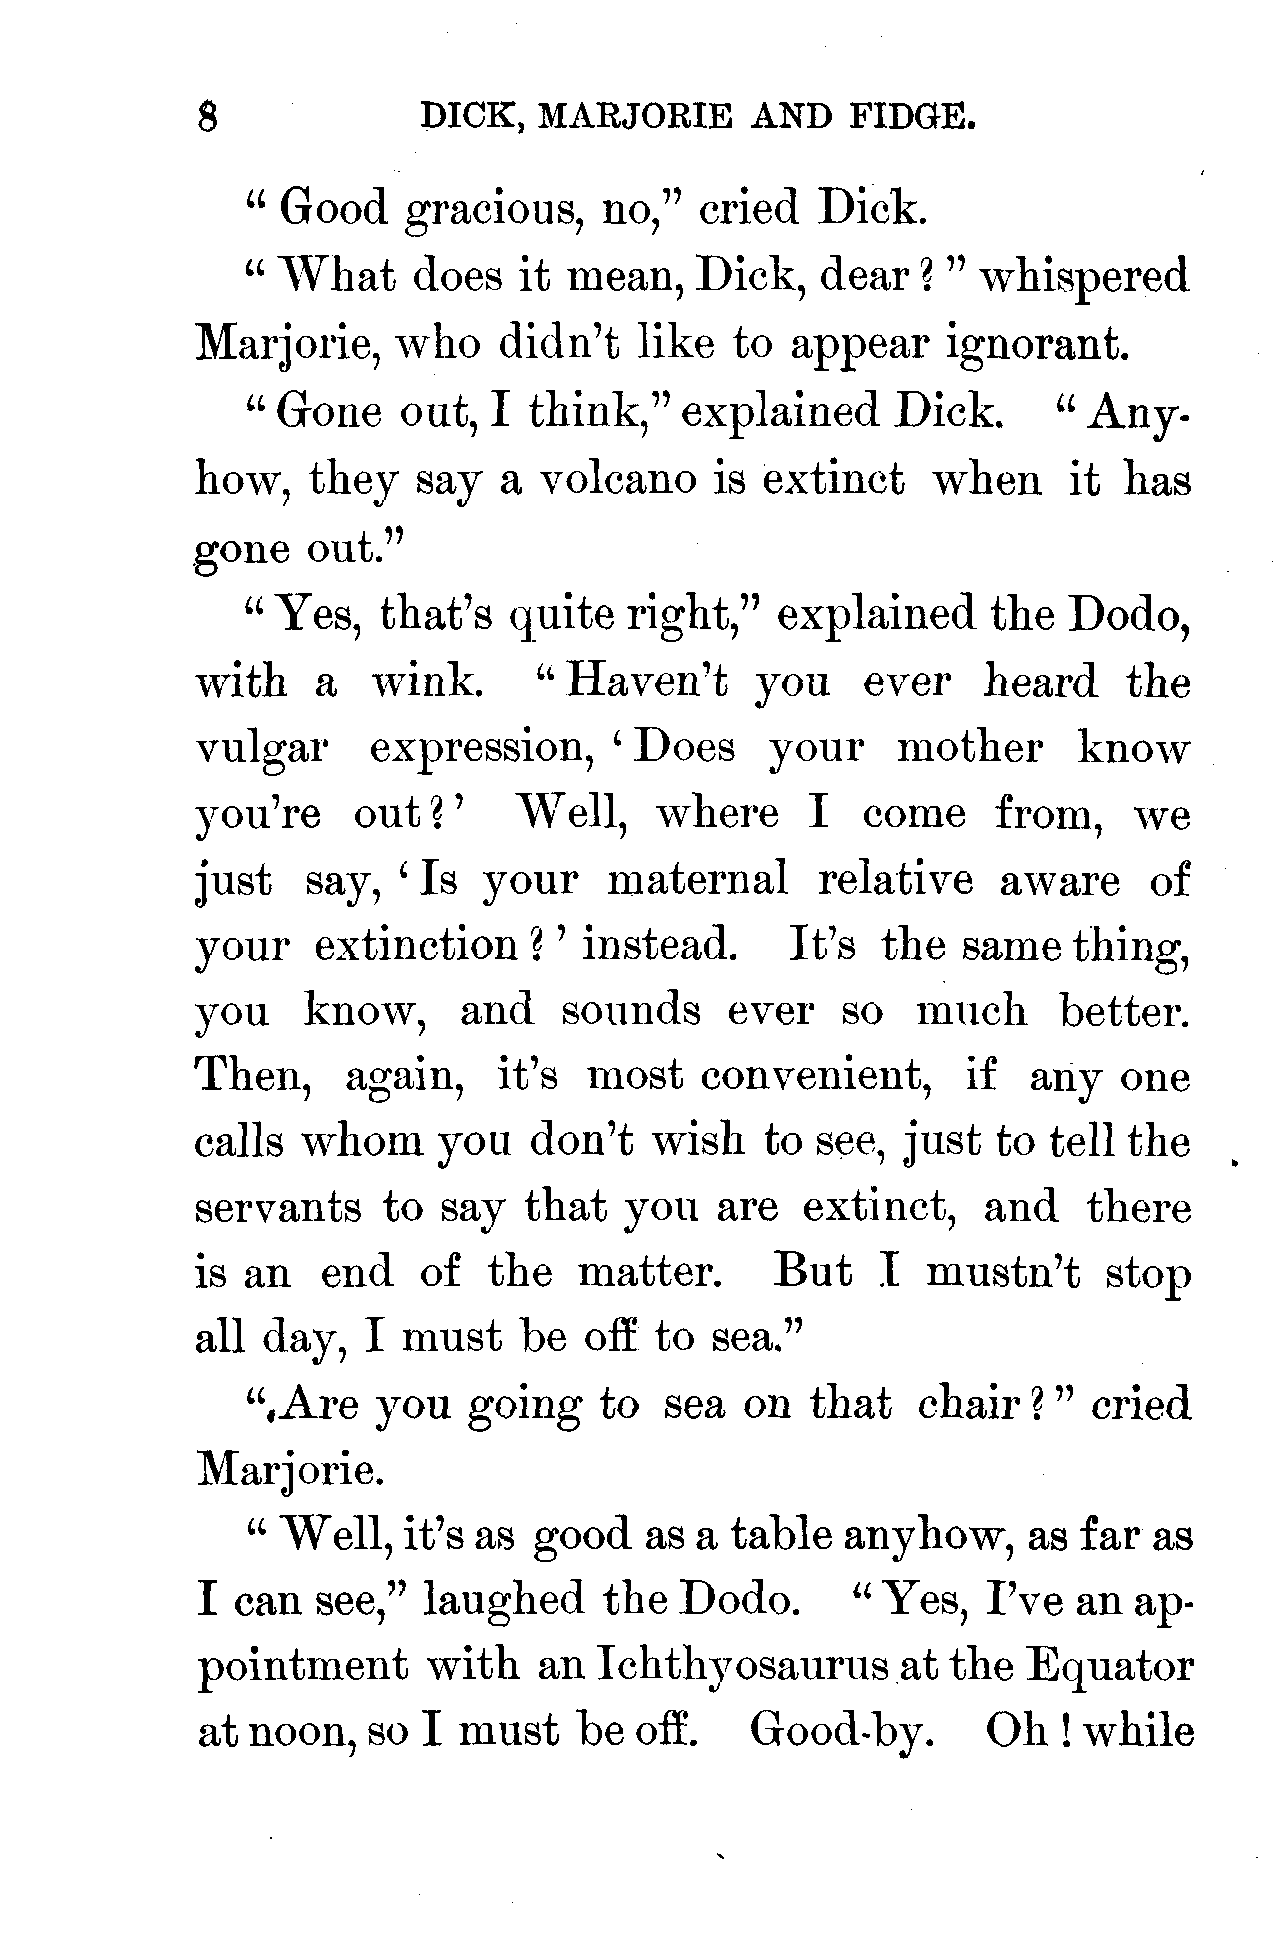 8 DICK, MARJORIE AND FIDGE.
“Good gracious, no,” cried Dick.
“What does it mean, Dick, dear?” whispered
Marjorie, who didn’t like to appear ignorant.
“Gone out, I think,” explained Dick. “Any-
how, they say a volcano is extinct when it has
gone out.”
“Yes, that’s quite right,” explained the Dodo,
with a wink. “Haven’t you ever heard the
vulgar expression, ‘Does your mother know
you’re out?’ Well, where I come from, we
just say, ‘Is your maternal relative aware of
your extinction?’ instead. It’s the same thing,
you know, and sounds ever so much better.
Then, again, it’s most convenient, if any one
calls whom you don’t wish to see, just to tell the
servants to say that you are extinct, and there
is an end of the matter. But I mustn’t stop
all day, I must be off to sea.”
“Are you going to sea on that chair?” cried
Marjorie.
“Well, it’s as good as a table anyhow, as far as
I can see,” laughed the Dodo. “Yes, I’ve an ap-
pointment with an Ichthyosaurus at the Equator
at noon, so I must be off. Good-by. Oh! while